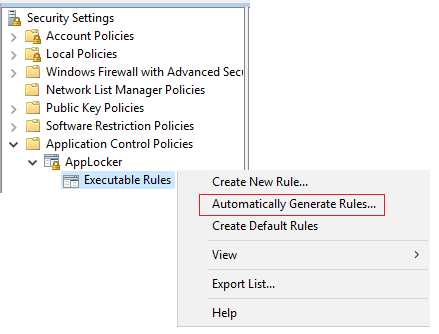 Security Settings
Account Policies
Local Policies
Windows Firewall with Advanced Secu
Network List Manager Policies
Public Key Policies
Software Restriction Policies
Application Control Policies
AppLocker
Executable Rules
Create New Rule...
Automatically Generate Rules...
Create Default Rules
View
Export List...
Help